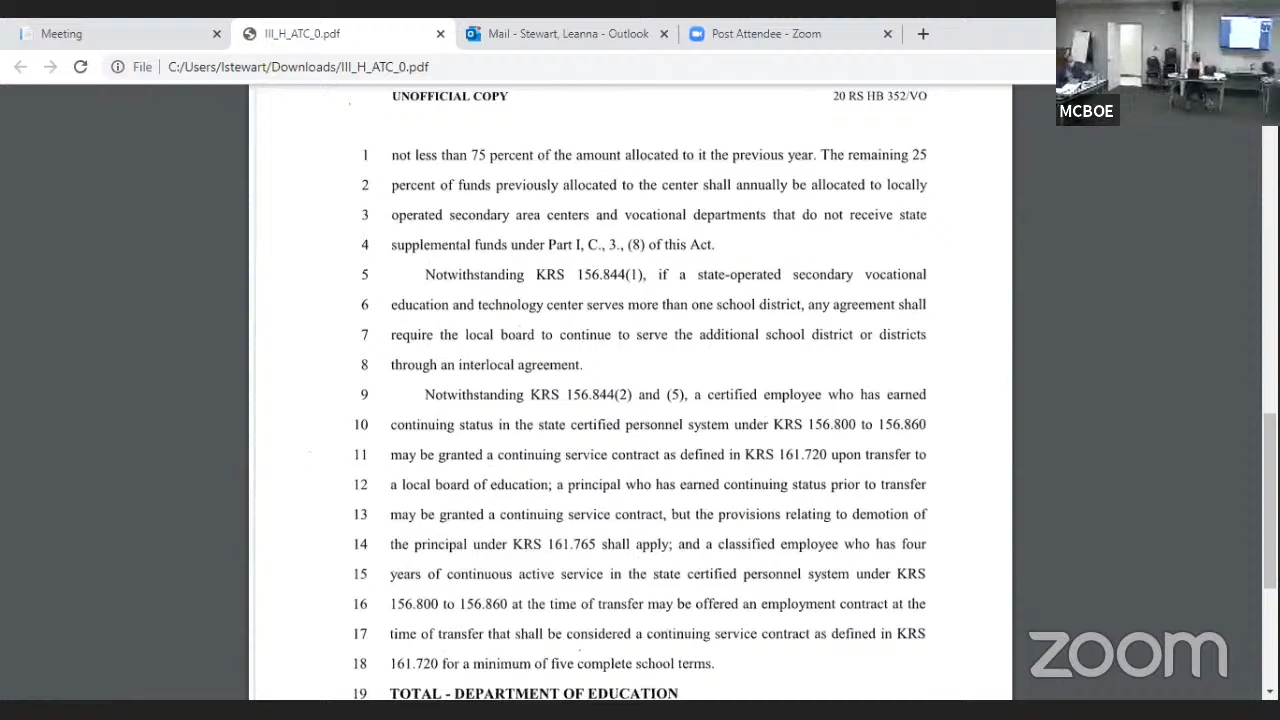 Meeting
III_H_ATC_0.pdf
Mail - Stewart, Leanna - Outlook
Post Attendee - Zoom
File
C:/Users/lstewart/Downloads/III_H_ATC_0.pdf
MCBOE
UNOFFICIAL COPY 20 RS HB 352/VO
1 not less than 75 percent of the amount allocated to it the previous year. The remaining 25
2 percent of funds previously allocated to the center shall annually be allocated to locally
3 operated secondary area centers and vocational departments that do not receive state
4 supplemental funds under Part I, C., 3., (8) of this Act.
5 Notwithstanding KRS 156.844(1), if a state-operated secondary vocational
6 education and technology center serves more than one school district, any agreement shall
7 require the local board to continue to serve the additional school district or districts
8 through an interlocal agreement.
9 Notwithstanding KRS 156.844(2) and (5), a certified employee who has earned
10 continuing status in the state certified personnel system under KRS 156.800 to 156.860
11 may be granted a continuing service contract as defined in KRS 161.720 upon transfer to
12 a local board of education; a principal who has earned continuing status prior to transfer
13 may be granted a continuing service contract, but the provisions relating to demotion of
14 the principal under KRS 161.765 shall apply; and a classified employee who has four
15 years of continuous active service in the state certified personnel system under KRS
16 156.800 to 156.860 at the time of transfer may be offered an employment contract at the
17 time of transfer that shall be considered a continuing service contract as defined in KRS
18 161.720 for a minimum of five complete school terms.
19 TOTAL - DEPARTMENT OF EDUCATION
zoom